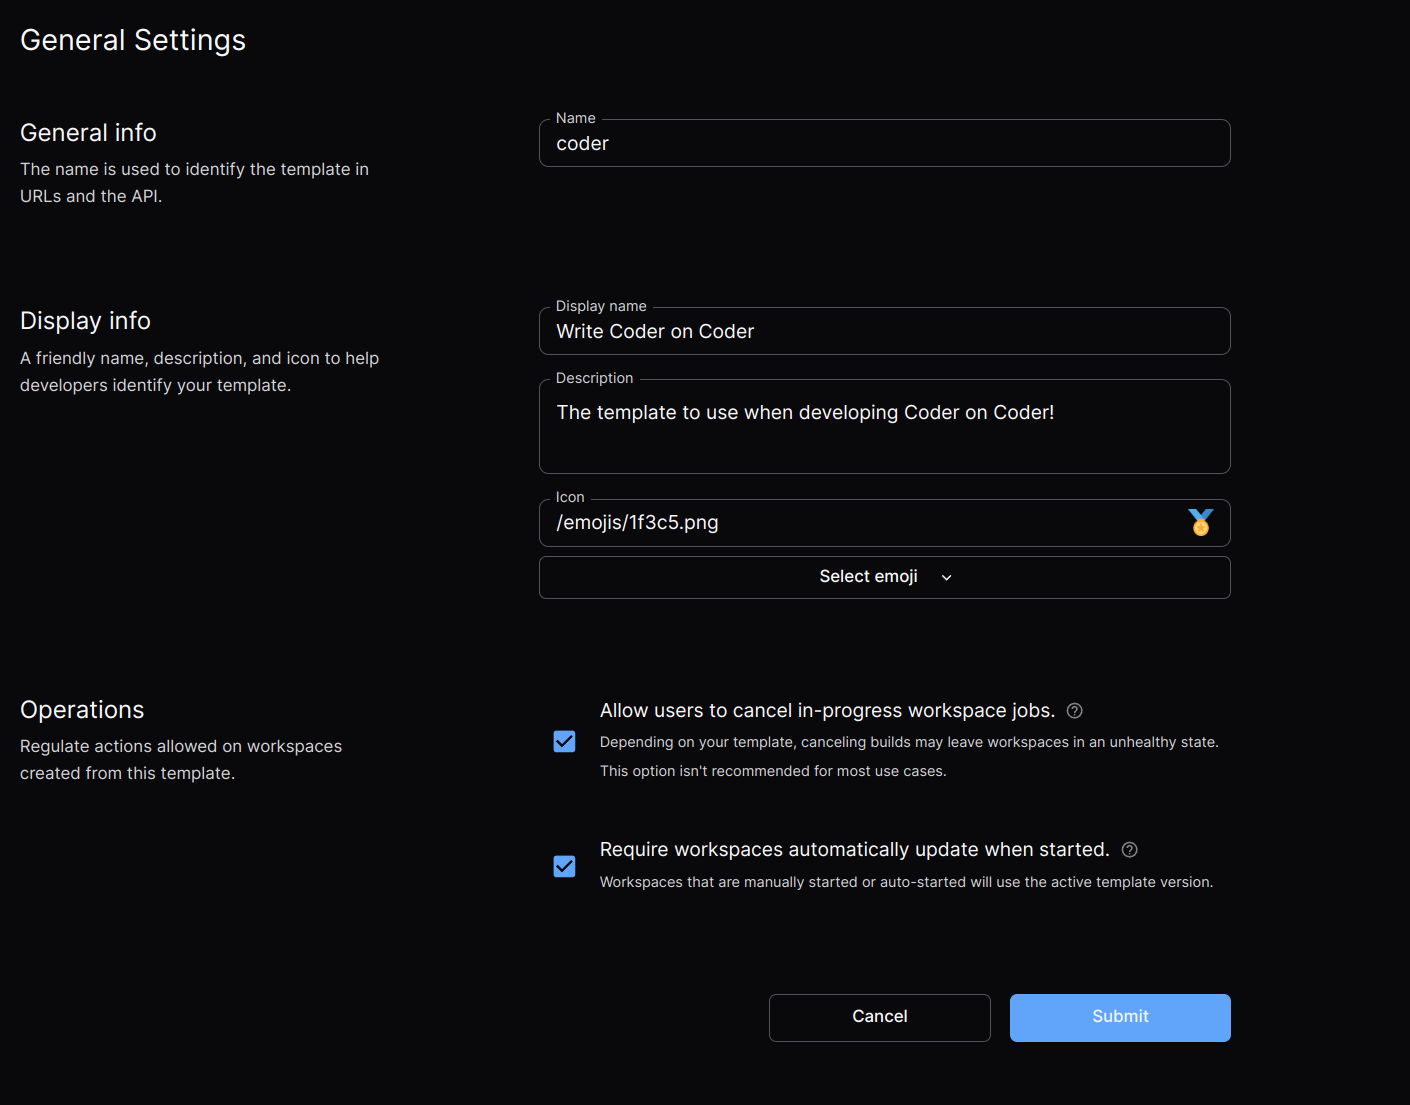 General Settings
General info
The name is used to identify the template in
URLs and the API.
Name
coder
Display info
A friendly name, description, and icon to help
developers identify your template.
Display name
Write Coder on Coder
Description
The template to use when developing Coder on Coder!
Icon
/emojis/1f3c5.png
Select emoji
Operations
Regulate actions allowed on workspaces
created from this template.
Allow users to cancel in-progress workspace jobs.
Depending on your template, canceling builds may leave workspaces in an unhealthy state.
This option isn't recommended for most use cases.
Require workspaces automatically update when started.
Workspaces that are manually started or auto-started will use the active template version.
Cancel
Submit